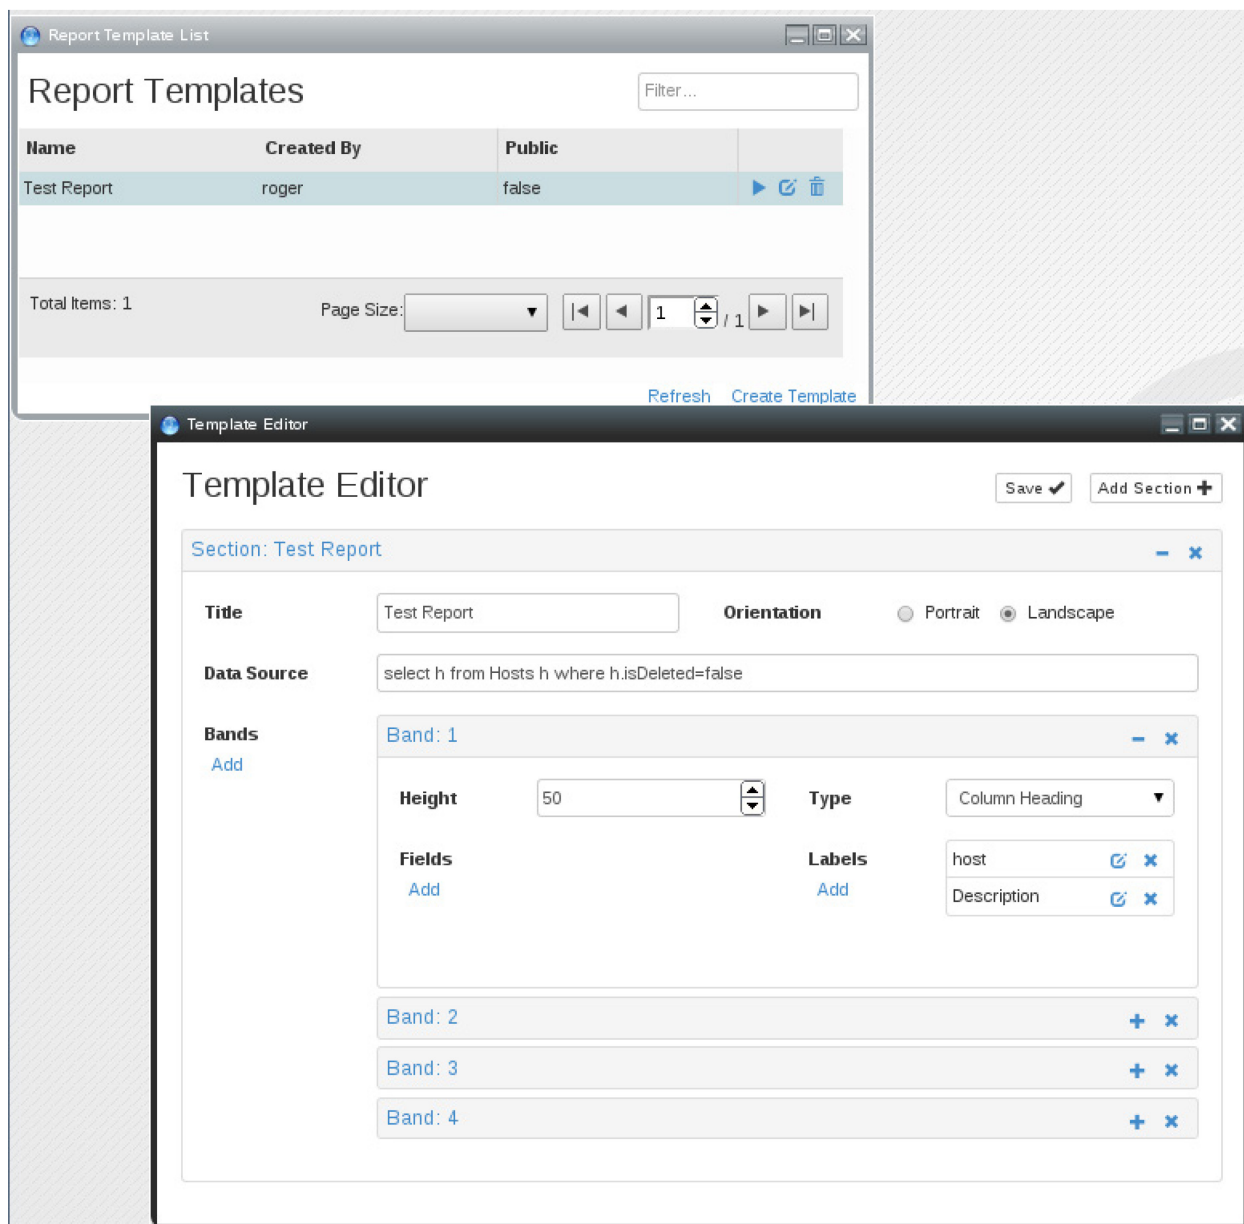 Report Template List
Report Templates
Filter...
Name Created By Public
Test Report roger false
Total Items: 1 Page Size: 1 / 1
Refresh Create Template
Template Editor
Template Editor
Save Add Section
Section: Test Report
Title Test Report Orientation Portrait Landscape
Data Source select h from Hosts h where h.isDeleted=false
Bands Band: 1
Add
Height 50 Type Column Heading
Fields Labels host
Add Add Description
Band: 2
Band: 3
Band: 4